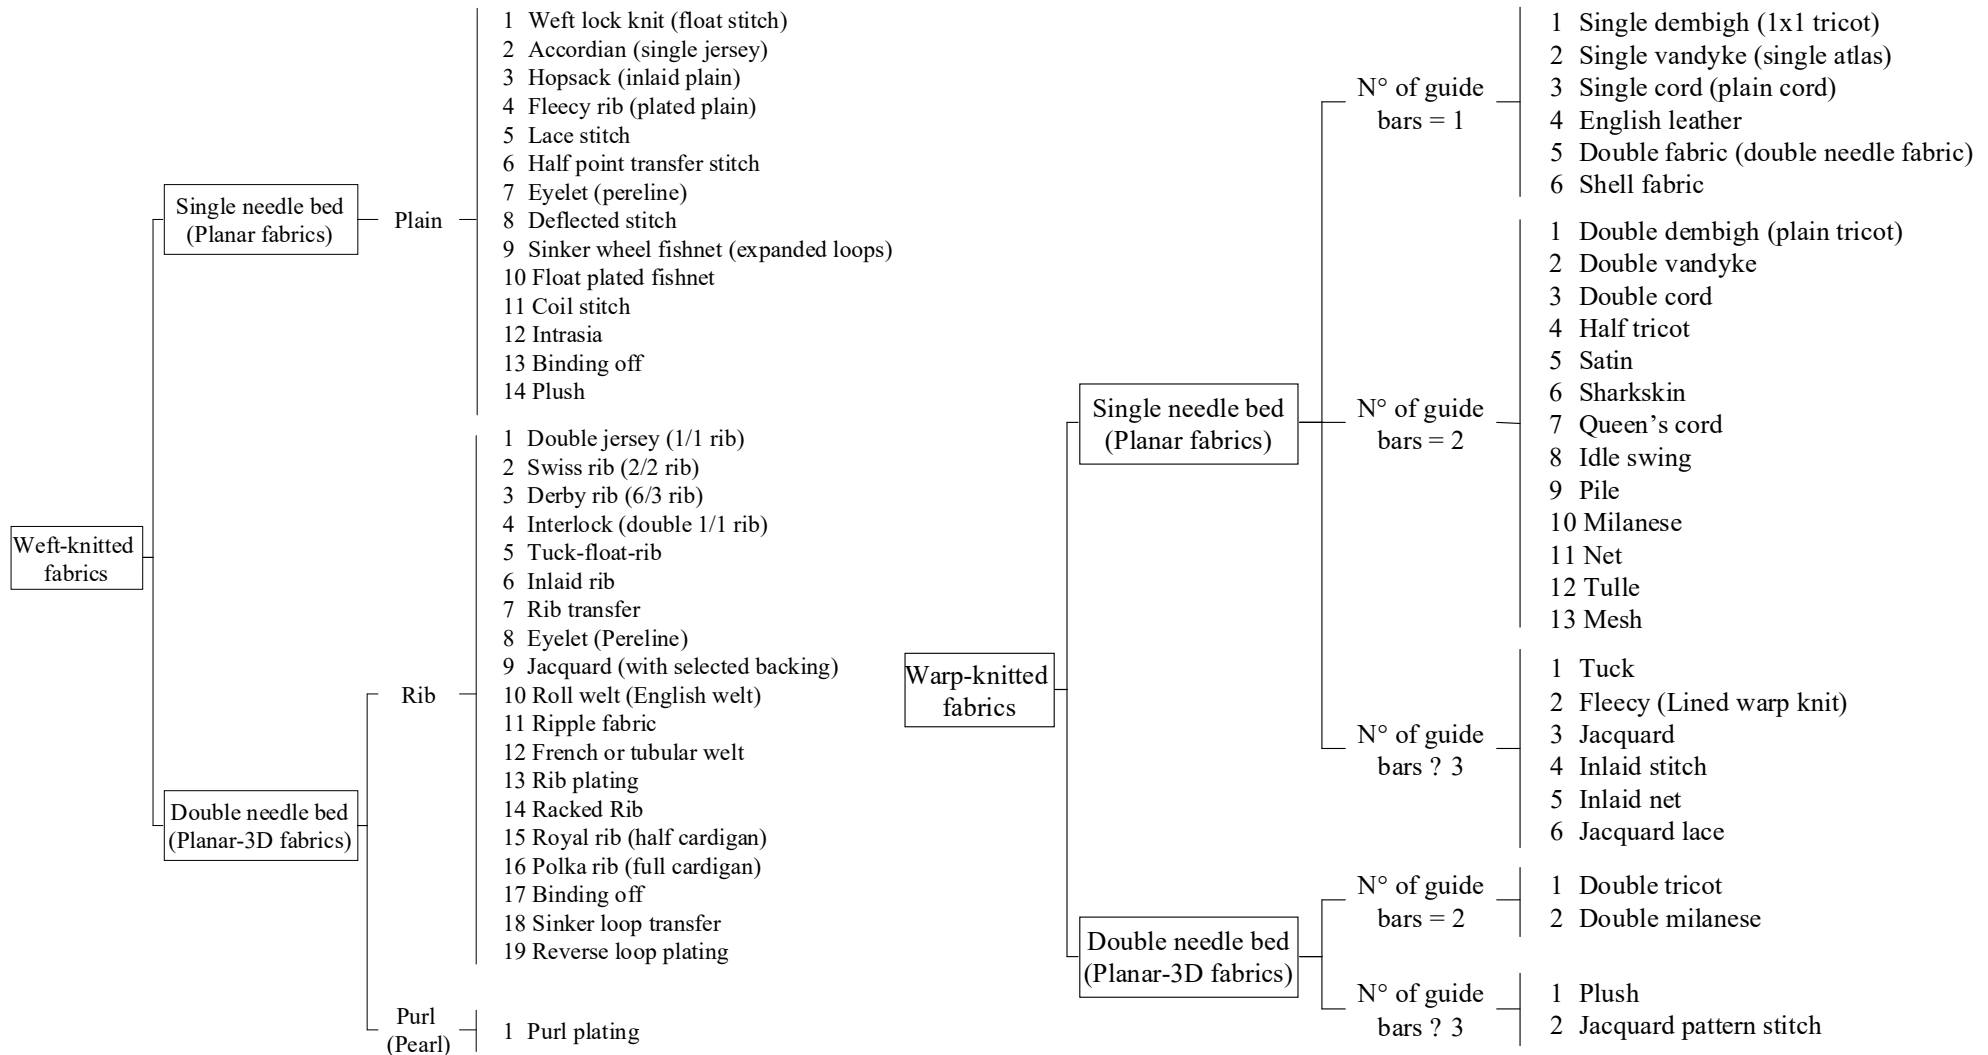 Weft-knitted
fabrics
Single needle bed
(Planar fabrics)
Plain
1 Weft lock knit (float stitch)
2 Accordian (single jersey)
3 Hopsack (inlaid plain)
4 Fleecy rib (plated plain)
5 Lace stitch
6 Half point transfer stitch
7 Eyelet (pereline)
8 Deflected stitch
9 Sinker wheel fishnet (expanded loops)
10 Float plated fishnet
11 Coil stitch
12 Intrasia
13 Binding off
14 Plush
Double needle bed
(Planar-3D fabrics)
Rib
1 Double jersey (1/1 rib)
2 Swiss rib (2/2 rib)
3 Derby rib (6/3 rib)
4 Interlock (double 1/1 rib)
5 Tuck-float-rib
6 Inlaid rib
7 Rib transfer
8 Eyelet (Pereline)
9 Jacquard (with selected backing)
10 Roll welt (English welt)
11 Ripple fabric
12 French or tubular welt
13 Rib plating
14 Racked Rib
15 Royal rib (half cardigan)
16 Polka rib (full cardigan)
17 Binding off
18 Sinker loop transfer
19 Reverse loop plating
Purl
(Pearl)
1 Purl plating
Warp-knitted
fabrics
Single needle bed
(Planar fabrics)
N° of guide
bars = 1
1 Single dembigh (1x1 tricot)
2 Single vandyke (single atlas)
3 Single cord (plain cord)
4 English leather
5 Double fabric (double needle fabric)
6 Shell fabric
N° of guide
bars = 2
1 Double dembigh (plain tricot)
2 Double vandyke
3 Double cord
4 Half tricot
5 Satin
6 Sharkskin
7 Queen’s cord
8 Idle swing
9 Pile
10 Milanese
11 Net
12 Tulle
13 Mesh
N° of guide
bars ? 3
1 Tuck
2 Fleecy (Lined warp knit)
3 Jacquard
4 Inlaid stitch
5 Inlaid net
6 Jacquard lace
Double needle bed
(Planar-3D fabrics)
N° of guide
bars = 2
1 Double tricot
2 Double milanese
N° of guide
bars ? 3
1 Plush
2 Jacquard pattern stitch